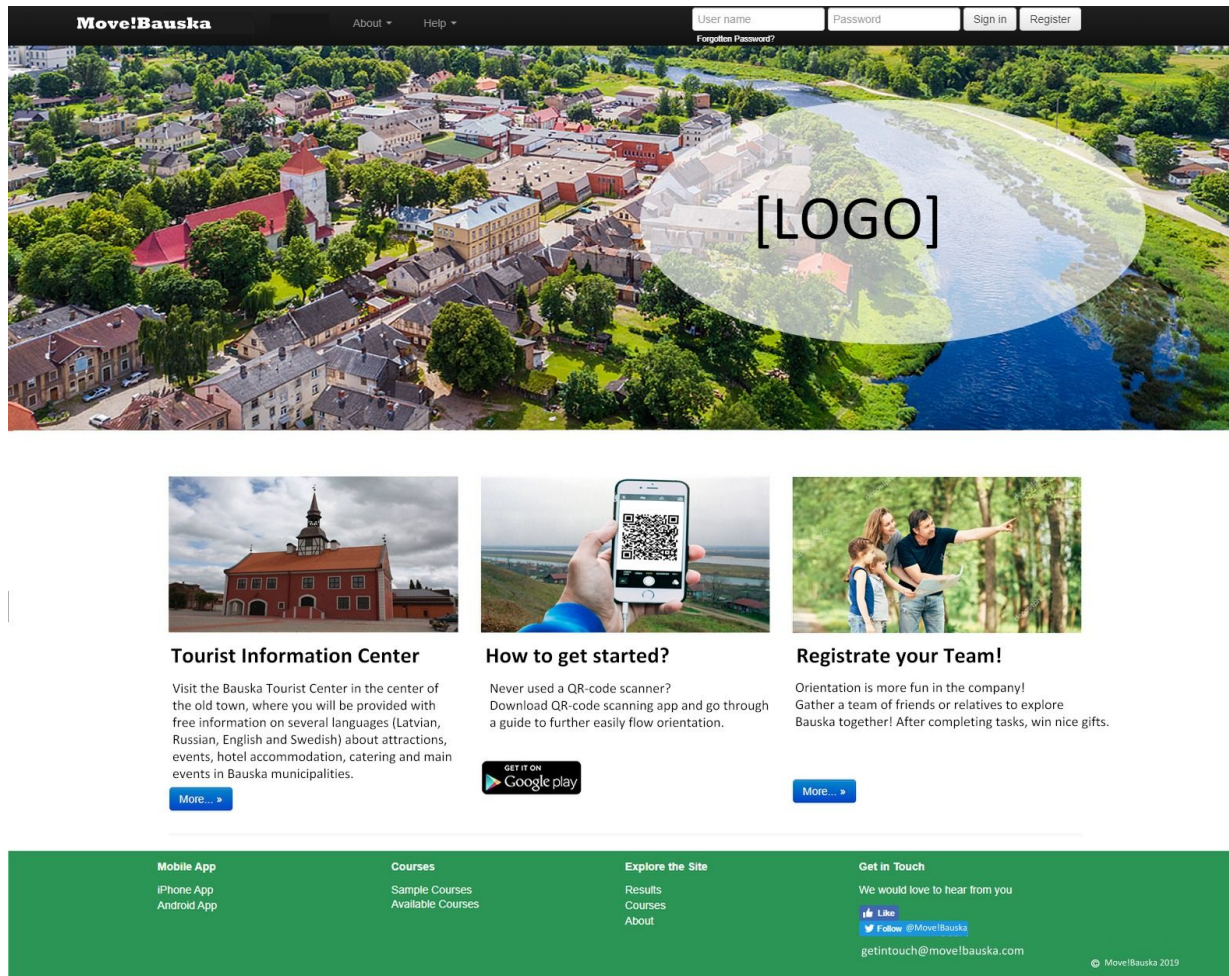 Move!Bauska
About
Help
User name
Password
Sign in
Register
Forgotten Password?
[LOGO]
Tourist Information Center
Visit the Bauska Tourist Center in the center of
the old town, where you will be provided with
free information on several languages (Latvian,
Russian, English and Swedish) about attractions,
events, hotel accommodation, catering and main
events in Bauska municipalities.
More... »
How to get started?
Never used a QR-code scanner?
Download QR-code scanning app and go through
a guide to further easily flow orientation.
GET IT ON
Google play
Registrate your Team!
Orientation is more fun in the company!
Gather a team of friends or relatives to explore
Bauska together! After completing tasks, win nice gifts.
More... »
Mobile App
iPhone App
Android App
Courses
Sample Courses
Available Courses
Explore the Site
Results
Courses
About
Get in Touch
We would love to hear from you
Like
Follow @Move!Bauska
getintouch@move!bauska.com
© Move!Bauska 2019